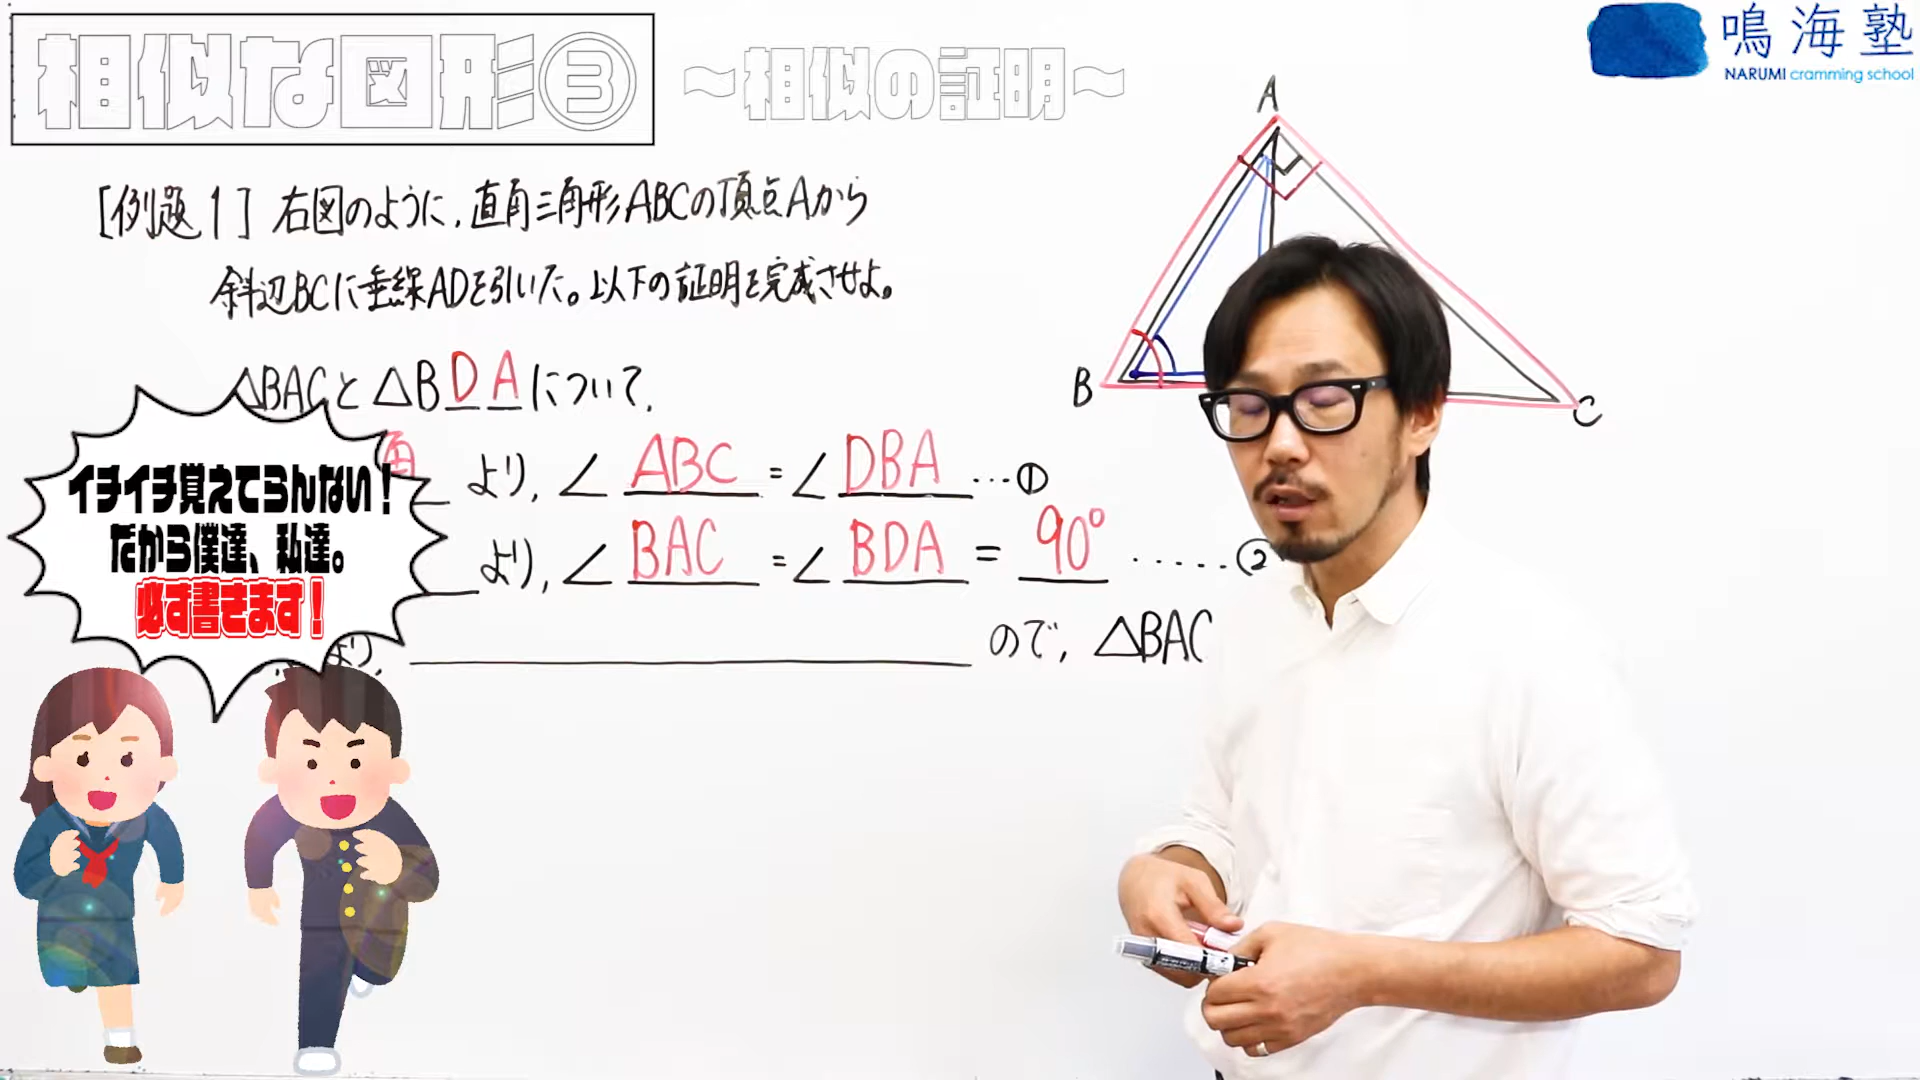 相似な図形③ ～相似の証明～
鳴海塾
NARUMI cramming school
[例題1] 右図のように、直角三角形ABCの頂点Aから
斜辺BCに垂線ADを引いた。以下の証明を完成させよ。
A
B
C
△BACと△BDAについて、
角 より、∠ABC=∠DBA…①
より、∠BAC=∠BDA=90°……②
より、 ので、△BAC
イチイチ覚えてらんない！
だから僕達、私達。
必ず書きます！